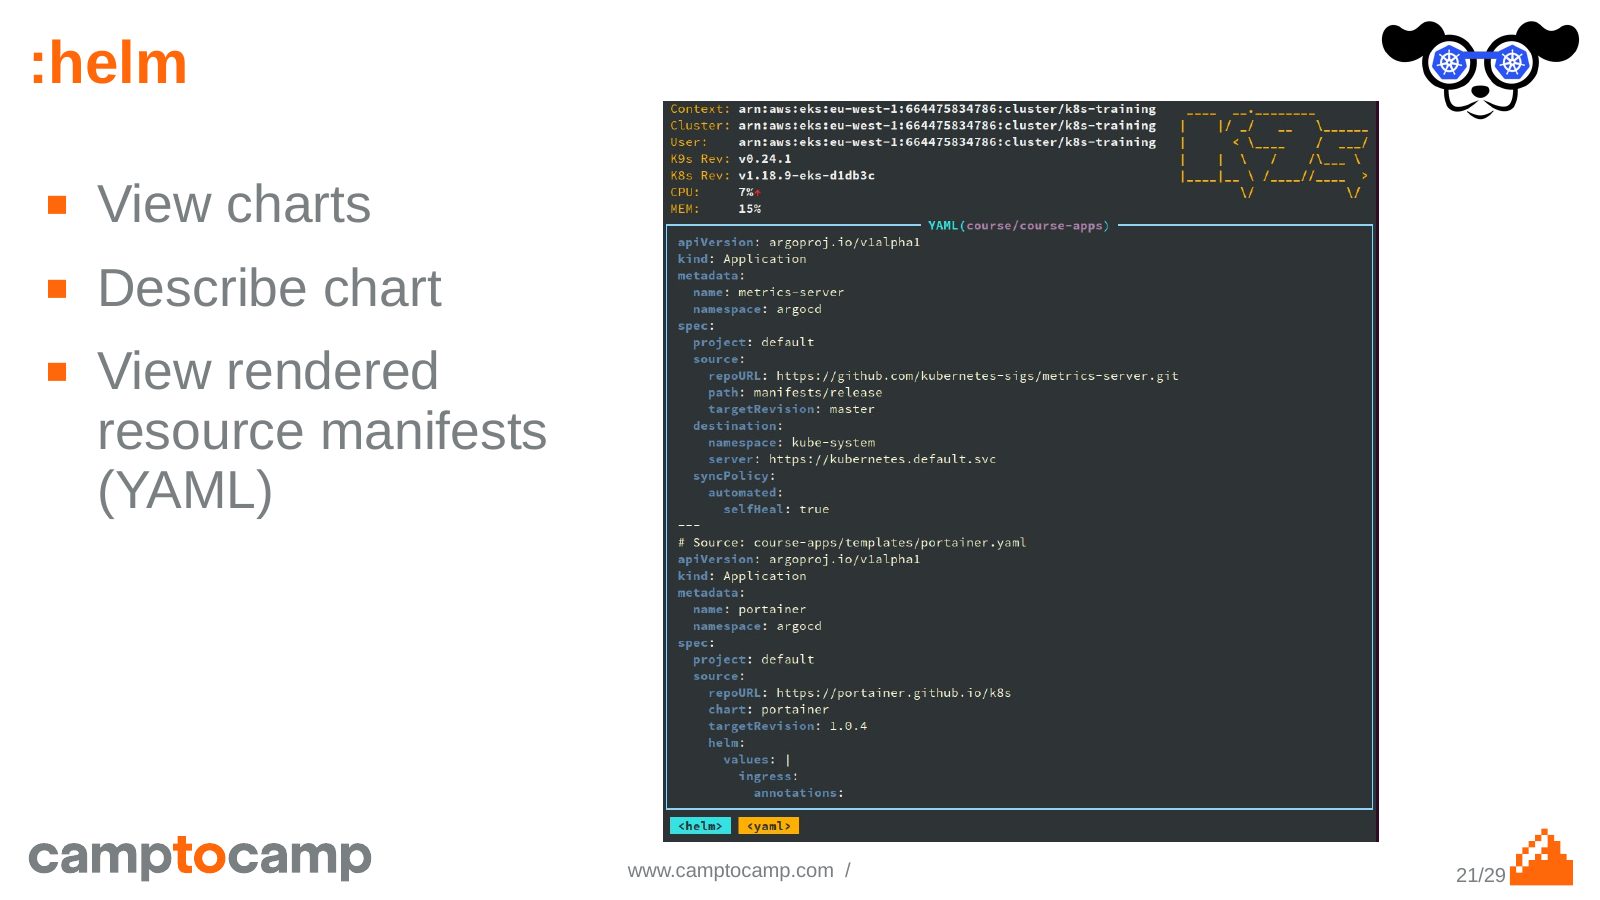 :helm
View charts
Describe chart
View rendered
resource manifests
(YAML)
Context: arn:aws:eks:eu-west-1:664475834786:cluster/k8s-training
Cluster: arn:aws:eks:eu-west-1:664475834786:cluster/k8s-training
User: arn:aws:eks:eu-west-1:664475834786:cluster/k8s-training
K9s Rev: v0.24.1
K8s Rev: v1.18.9-eks-d1db3c
CPU: 7%↑
MEM: 15%
YAML(course/course-apps)
apiVersion: argoproj.io/v1alpha1
kind: Application
metadata:
  name: metrics-server
  namespace: argocd
spec:
  project: default
  source:
    repoURL: https://github.com/kubernetes-sigs/metrics-server.git
    path: manifests/release
    targetRevision: master
  destination:
    namespace: kube-system
    server: https://kubernetes.default.svc
  syncPolicy:
    automated:
      selfHeal: true
---
# Source: course-apps/templates/portainer.yaml
apiVersion: argoproj.io/v1alpha1
kind: Application
metadata:
  name: portainer
  namespace: argocd
spec:
  project: default
  source:
    repoURL: https://portainer.github.io/k8s
    chart: portainer
    targetRevision: 1.0.4
    helm:
      values: |
        ingress:
          annotations:
<helm> <yaml>
camptocamp
www.camptocamp.com /
21/29